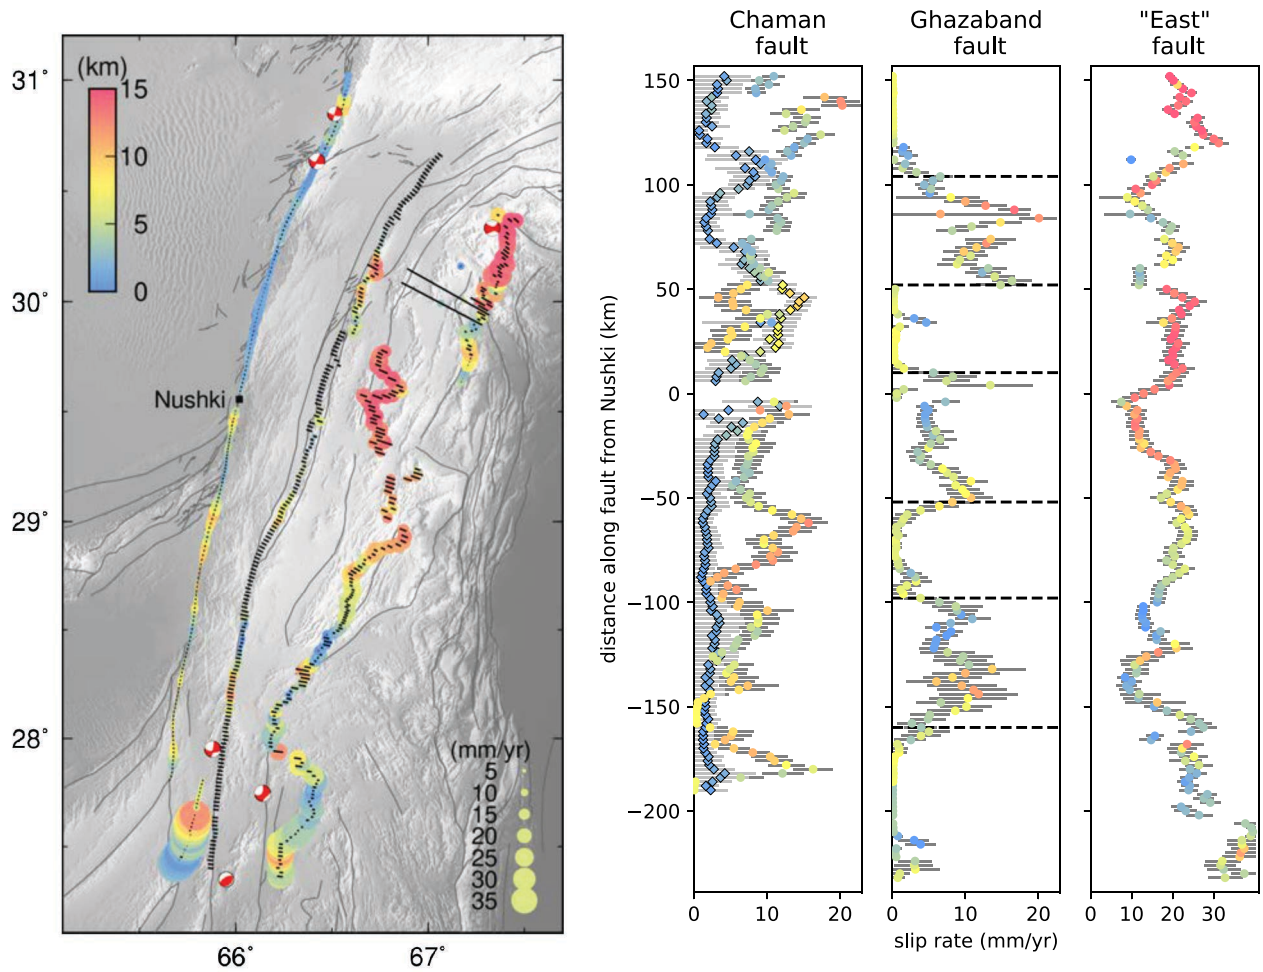 Chaman
fault
Ghazaband
fault
"East"
fault
(km)
15
10
5
0
31°
30°
29°
28°
66°
67°
Nushki
(mm/yr)
5
10
15
20
25
30
35
distance along fault from Nushki (km)
150
100
50
0
−50
−100
−150
−200
0 10 20
0 10 20
0 10 20 30
slip rate (mm/yr)